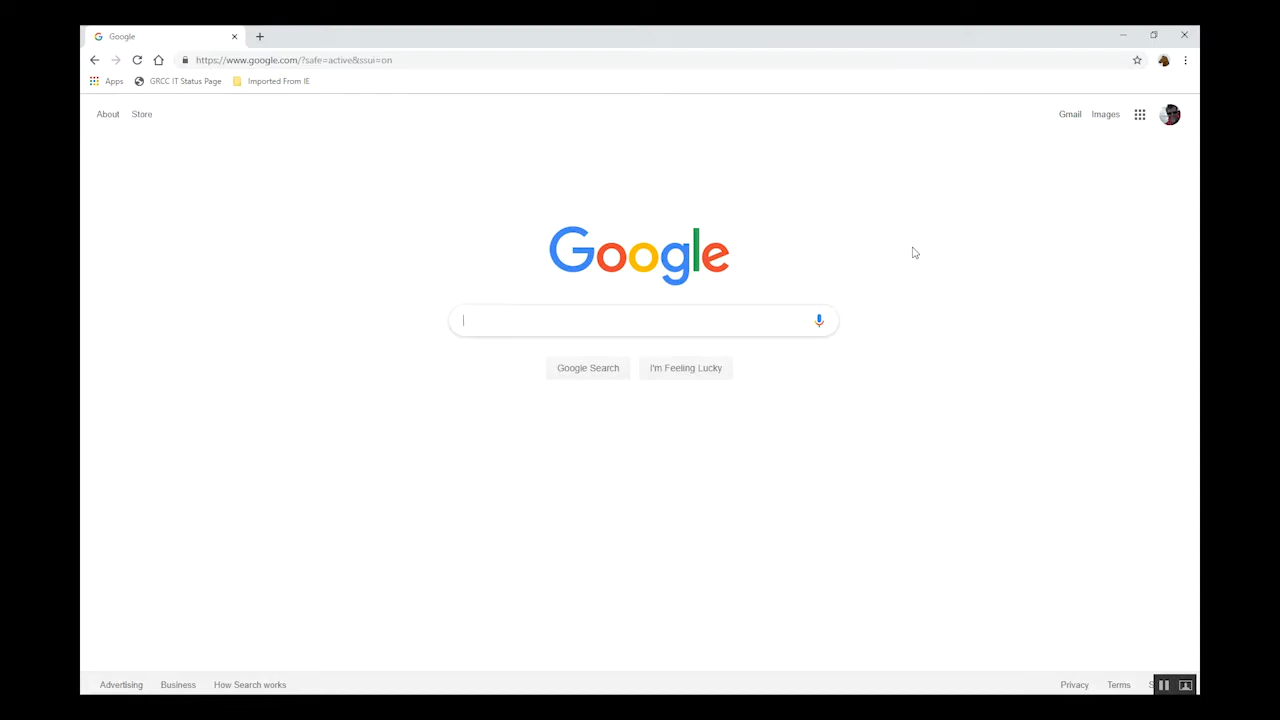 Google
https://www.google.com/?safe=active&ssui=on
Apps GRCC IT Status Page Imported From IE
About Store Gmail Images
Google
Google Search I'm Feeling Lucky
Advertising Business How Search works Privacy Terms